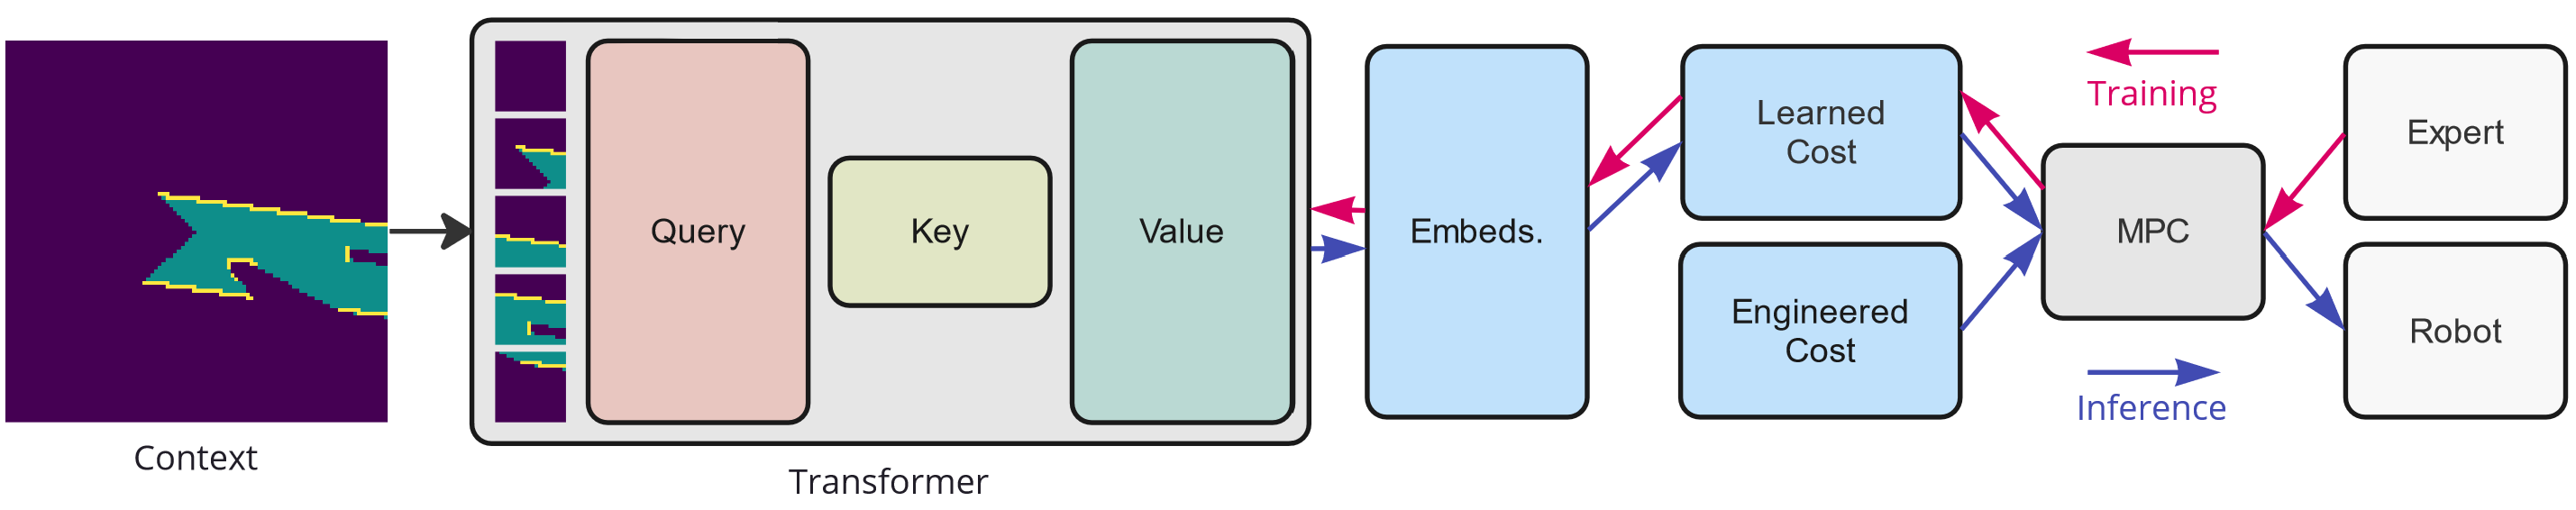 Context
Transformer
Query
Key
Value
Embeds.
Learned
Cost
Engineered
Cost
Training
Inference
MPC
Expert
Robot